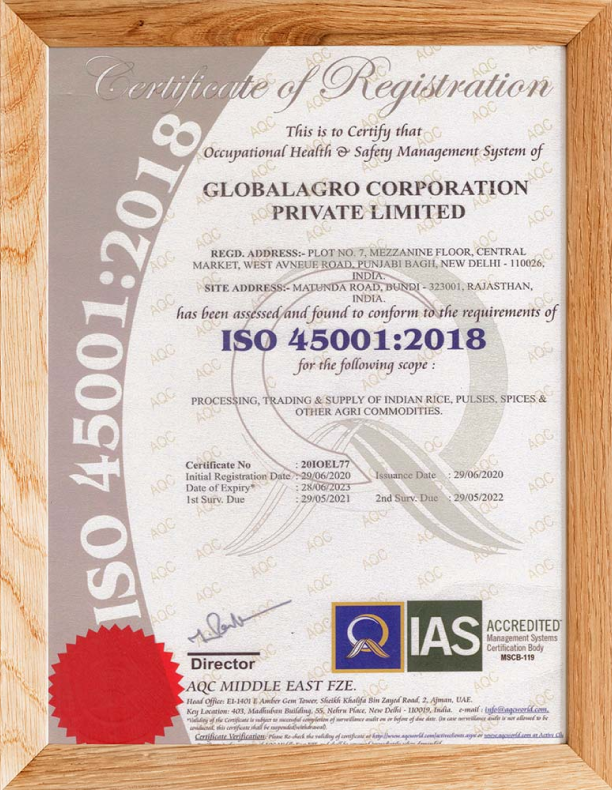 Certificate of Registration
This is to Certify that
Occupational Health & Safety Management System of
GLOBALAGRO CORPORATION
PRIVATE LIMITED
REGD. ADDRESS:- PLOT NO. 7, MEZZANINE FLOOR, CENTRAL
MARKET, WEST AVNEUE ROAD, PUNJABI BAGH, NEW DELHI - 110026,
INDIA.
SITE ADDRESS:- MATUNDA ROAD, BUNDI - 323001, RAJASTHAN,
INDIA.
has been assessed and found to conform to the requirements of
ISO 45001:2018
for the following scope :
PROCESSING, TRADING & SUPPLY OF INDIAN RICE, PULSES, SPICES &
OTHER AGRI COMMODITIES.
Certificate No : 20IOEL77
Initial Registration Date : 29/06/2020 Issuance Date : 29/06/2020
Date of Expiry* : 28/06/2023
1st Surv. Due : 29/05/2021 2nd Surv. Due : 29/05/2022
ISO 45001:2018
IAS ACCREDITED
Management Systems
Certification Body
MSCB-119
Director
AQC MIDDLE EAST FZE.
Head Office: E1-1401 E Amber Gem Tower, Sheikh Khalifa Bin Zayed Road, 2, Ajman, UAE.
Key Location: 403, Madhuban Building, 55, Nehru Place, New Delhi - 110019, India. e-mail : info@aqcworld.com,
*Validity of the Certificate is subject to successful completion of surveillance audit on or before of due date. (In case surveillance audit is not allowed to be
conducted, this certificate shall be suspended/withdrawal).
Certificate Verification: Please Re-check the validity of certificate at http://www.aqcworld.com/activeclients.aspx or www.aqcworld.com at Active